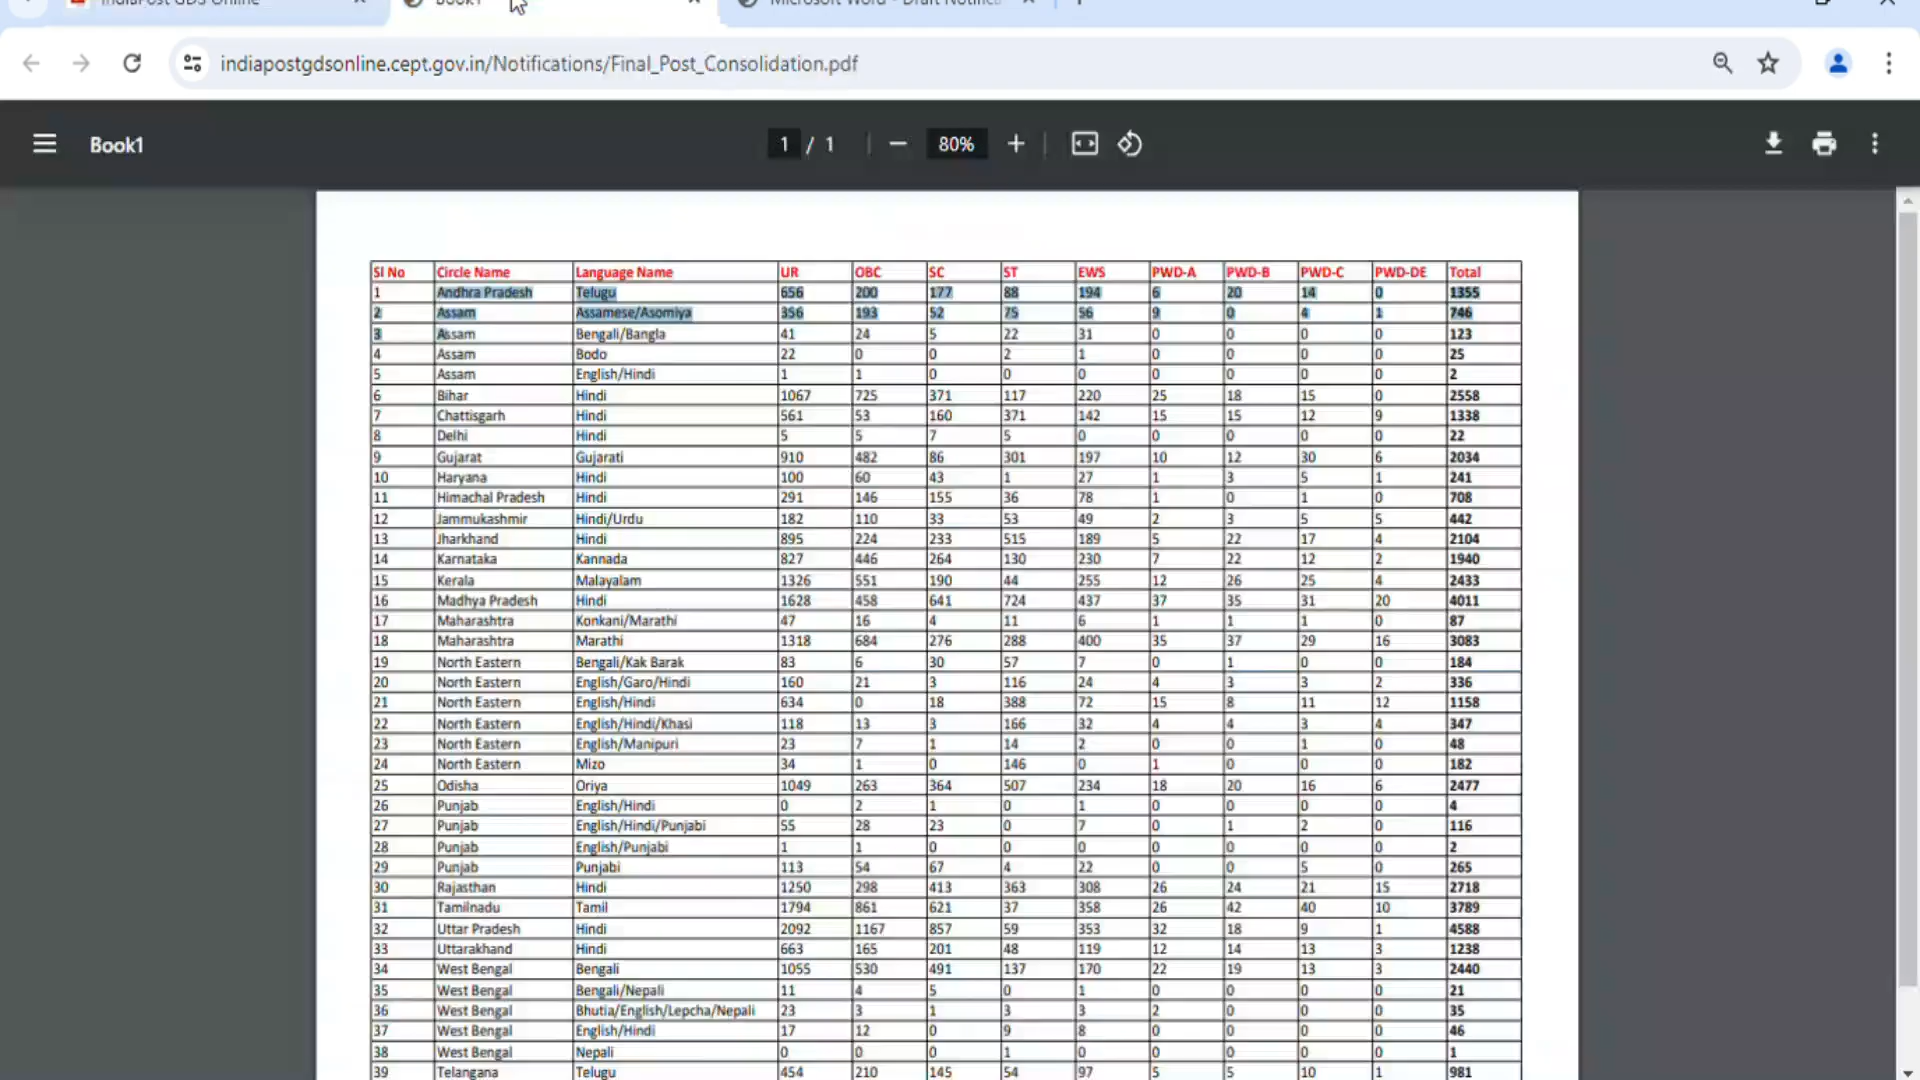 IndiaPost GDS Online
Book1
Microsoft Word - Draft Notific
indiapostgdsonline.cept.gov.in/Notifications/Final_Post_Consolidation.pdf
Book1 1 / 1 80%
Sl No Circle Name Language Name UR OBC SC ST EWS PWD-A PWD-B PWD-C PWD-DE Total
1 Andhra Pradesh Telugu 656 200 177 88 194 6 20 14 0 1355
2 Assam Assamese/Asomiya 356 193 52 75 56 9 0 4 1 746
3 Assam Bengali/Bangla 41 24 5 22 31 0 0 0 0 123
4 Assam Bodo 22 0 0 2 1 0 0 0 0 25
5 Assam English/Hindi 1 1 0 0 0 0 0 0 0 2
6 Bihar Hindi 1067 725 371 117 220 25 18 15 0 2558
7 Chattisgarh Hindi 561 53 160 371 142 15 15 12 9 1338
8 Delhi Hindi 5 5 7 5 0 0 0 0 0 22
9 Gujarat Gujarati 910 482 86 301 197 10 12 30 6 2034
10 Haryana Hindi 100 60 43 1 27 1 3 5 1 241
11 Himachal Pradesh Hindi 291 146 155 36 78 1 0 1 0 708
12 Jammukashmir Hindi/Urdu 182 110 33 53 49 2 3 5 5 442
13 Jharkhand Hindi 895 224 233 515 189 5 22 17 4 2104
14 Karnataka Kannada 827 446 264 130 230 7 22 12 2 1940
15 Kerala Malayalam 1326 551 190 44 255 12 26 25 4 2433
16 Madhya Pradesh Hindi 1628 458 641 724 437 37 35 31 20 4011
17 Maharashtra Konkani/Marathi 47 16 4 11 6 1 1 1 0 87
18 Maharashtra Marathi 1318 684 276 288 400 35 37 29 16 3083
19 North Eastern Bengali/Kak Barak 83 6 30 57 7 0 1 0 0 184
20 North Eastern English/Garo/Hindi 160 21 3 116 24 4 3 3 2 336
21 North Eastern English/Hindi 634 0 18 388 72 15 8 11 12 1158
22 North Eastern English/Hindi/Khasi 118 13 3 166 32 4 4 3 4 347
23 North Eastern English/Manipuri 23 7 1 14 2 0 0 1 0 48
24 North Eastern Mizo 34 1 0 146 0 1 0 0 0 182
25 Odisha Oriya 1049 263 364 507 234 18 20 16 6 2477
26 Punjab English/Hindi 0 2 1 0 1 0 0 0 0 4
27 Punjab English/Hindi/Punjabi 55 28 23 0 7 0 1 2 0 116
28 Punjab English/Punjabi 1 1 0 0 0 0 0 0 0 2
29 Punjab Punjabi 113 54 67 4 22 0 0 5 0 265
30 Rajasthan Hindi 1250 298 413 363 308 26 24 21 15 2718
31 Tamilnadu Tamil 1794 861 621 37 358 26 42 40 10 3789
32 Uttar Pradesh Hindi 2092 1167 857 59 353 32 18 9 1 4588
33 Uttarakhand Hindi 663 165 201 48 119 12 14 13 3 1238
34 West Bengal Bengali 1055 530 491 137 170 22 19 13 3 2440
35 West Bengal Bengali/Nepali 11 4 5 0 1 0 0 0 0 21
36 West Bengal Bhutia/English/Lepcha/Nepali 23 3 1 3 3 2 0 0 0 35
37 West Bengal English/Hindi 17 12 0 9 8 0 0 0 0 46
38 West Bengal Nepali 0 0 0 1 0 0 0 0 0 1
39 Telangana Telugu 454 210 145 54 97 5 5 10 1 981